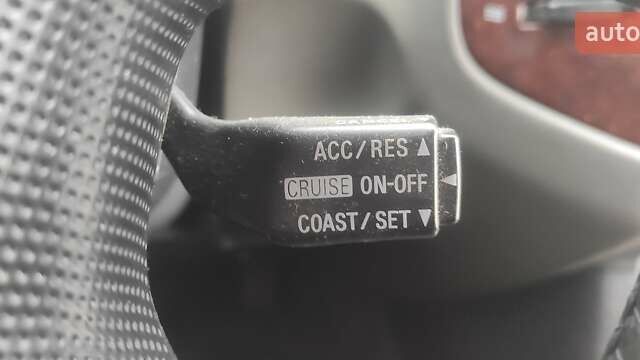 auto
ACC/RES ▲
CRUISE ON-OFF ◀
COAST/SET ▼